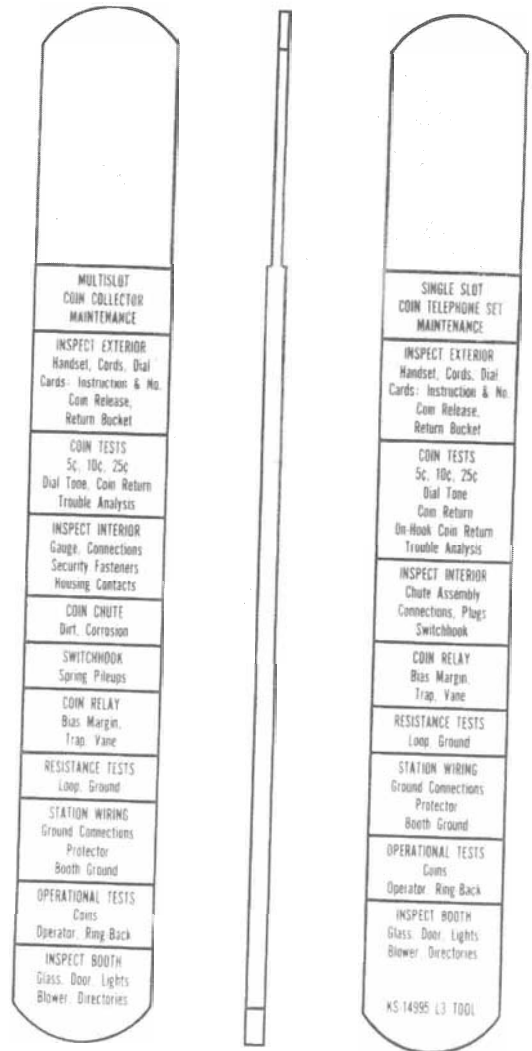 MULTISLOT
COIN COLLECTOR
MAINTENANCE
INSPECT EXTERIOR
Handset, Cords, Dial
Cards: Instruction & No.
Coin Release,
Return Bucket
COIN TESTS
5¢, 10¢, 25¢
Dial Tone, Coin Return
Trouble Analysis
INSPECT INTERIOR
Gauge, Connections
Security Fasteners
Housing Contacts
COIN CHUTE
Dirt, Corrosion
SWITCHHOOK
Spring Pileups
COIN RELAY
Bias Margin,
Trap, Vane
RESISTANCE TESTS
Loop, Ground
STATION WIRING
Ground Connections
Protector
Booth Ground
OPERATIONAL TESTS
Coins
Operator, Ring-Back
INSPECT BOOTH
Glass, Door, Lights
Blower, Directories
SINGLE SLOT
COIN TELEPHONE SET
MAINTENANCE
INSPECT EXTERIOR
Handset, Cords, Dial
Cards: Instruction & No.
Coin Release,
Return Bucket
COIN TESTS
5¢, 10¢, 25¢
Dial Tone
Coin Return
On-Hook Coin Return
Trouble Analysis
INSPECT INTERIOR
Chute Assembly
Connections, Plugs
Switchhook
COIN RELAY
Bias Margin,
Trap, Vane
RESISTANCE TESTS
Loop, Ground
STATION WIRING
Ground Connections
Protector
Booth Ground
OPERATIONAL TESTS
Coins
Operator, Ring-Back
INSPECT BOOTH
Glass, Door, Lights
Blower, Directories
KS-14995 L3 TOOL